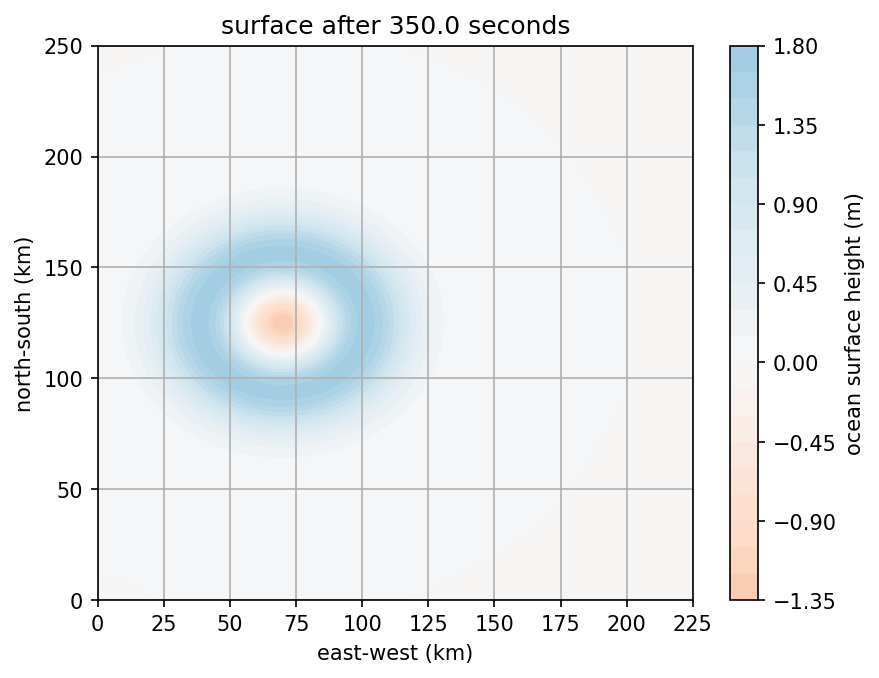 surface after 350.0 seconds
250
200
150
100
50
0
north-south (km)
0 25 50 75 100 125 150 175 200 225
east-west (km)
1.80
1.35
0.90
0.45
0.00
−0.45
−0.90
−1.35
ocean surface height (m)